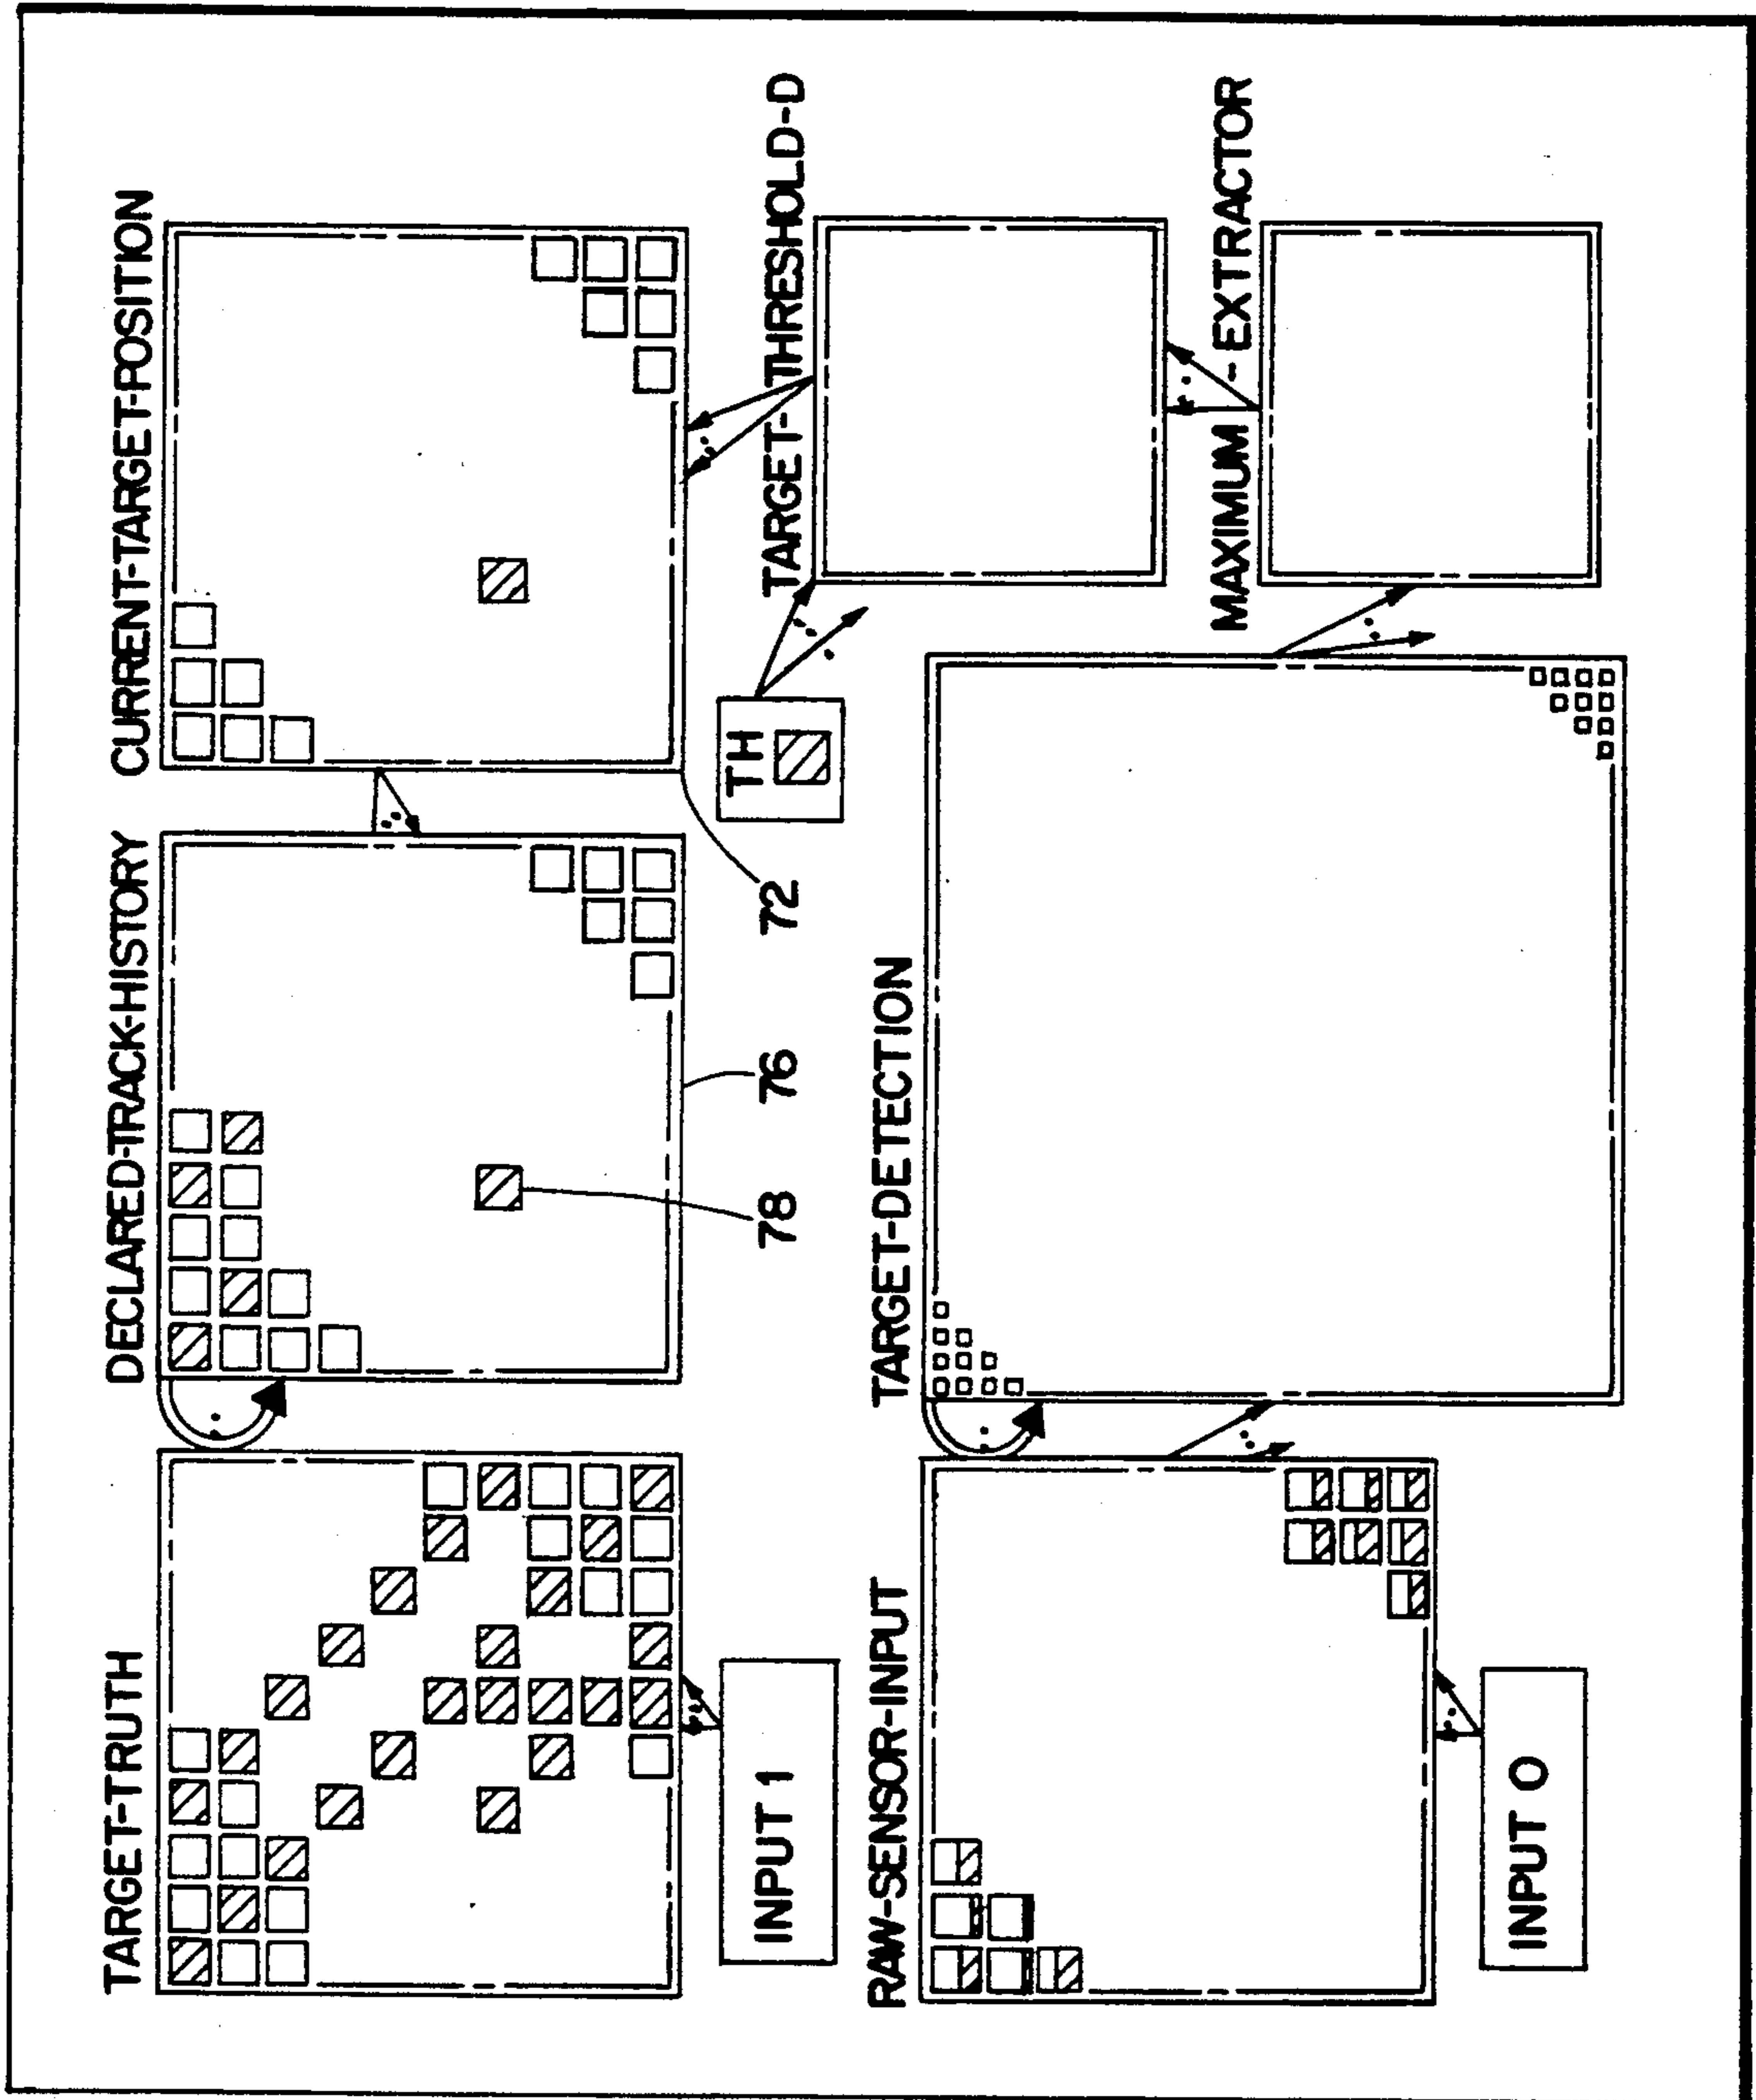 TARGET-TRUTH
DECLARED-TRACK-HISTORY
CURRENT-TARGET-POSITION
INPUT 1
78
76
72
TH
TARGET-THRESHOLD-D
RAW-SENSOR-INPUT
TARGET-DETECTION
MAXIMUM-EXTRACTOR
INPUT 0